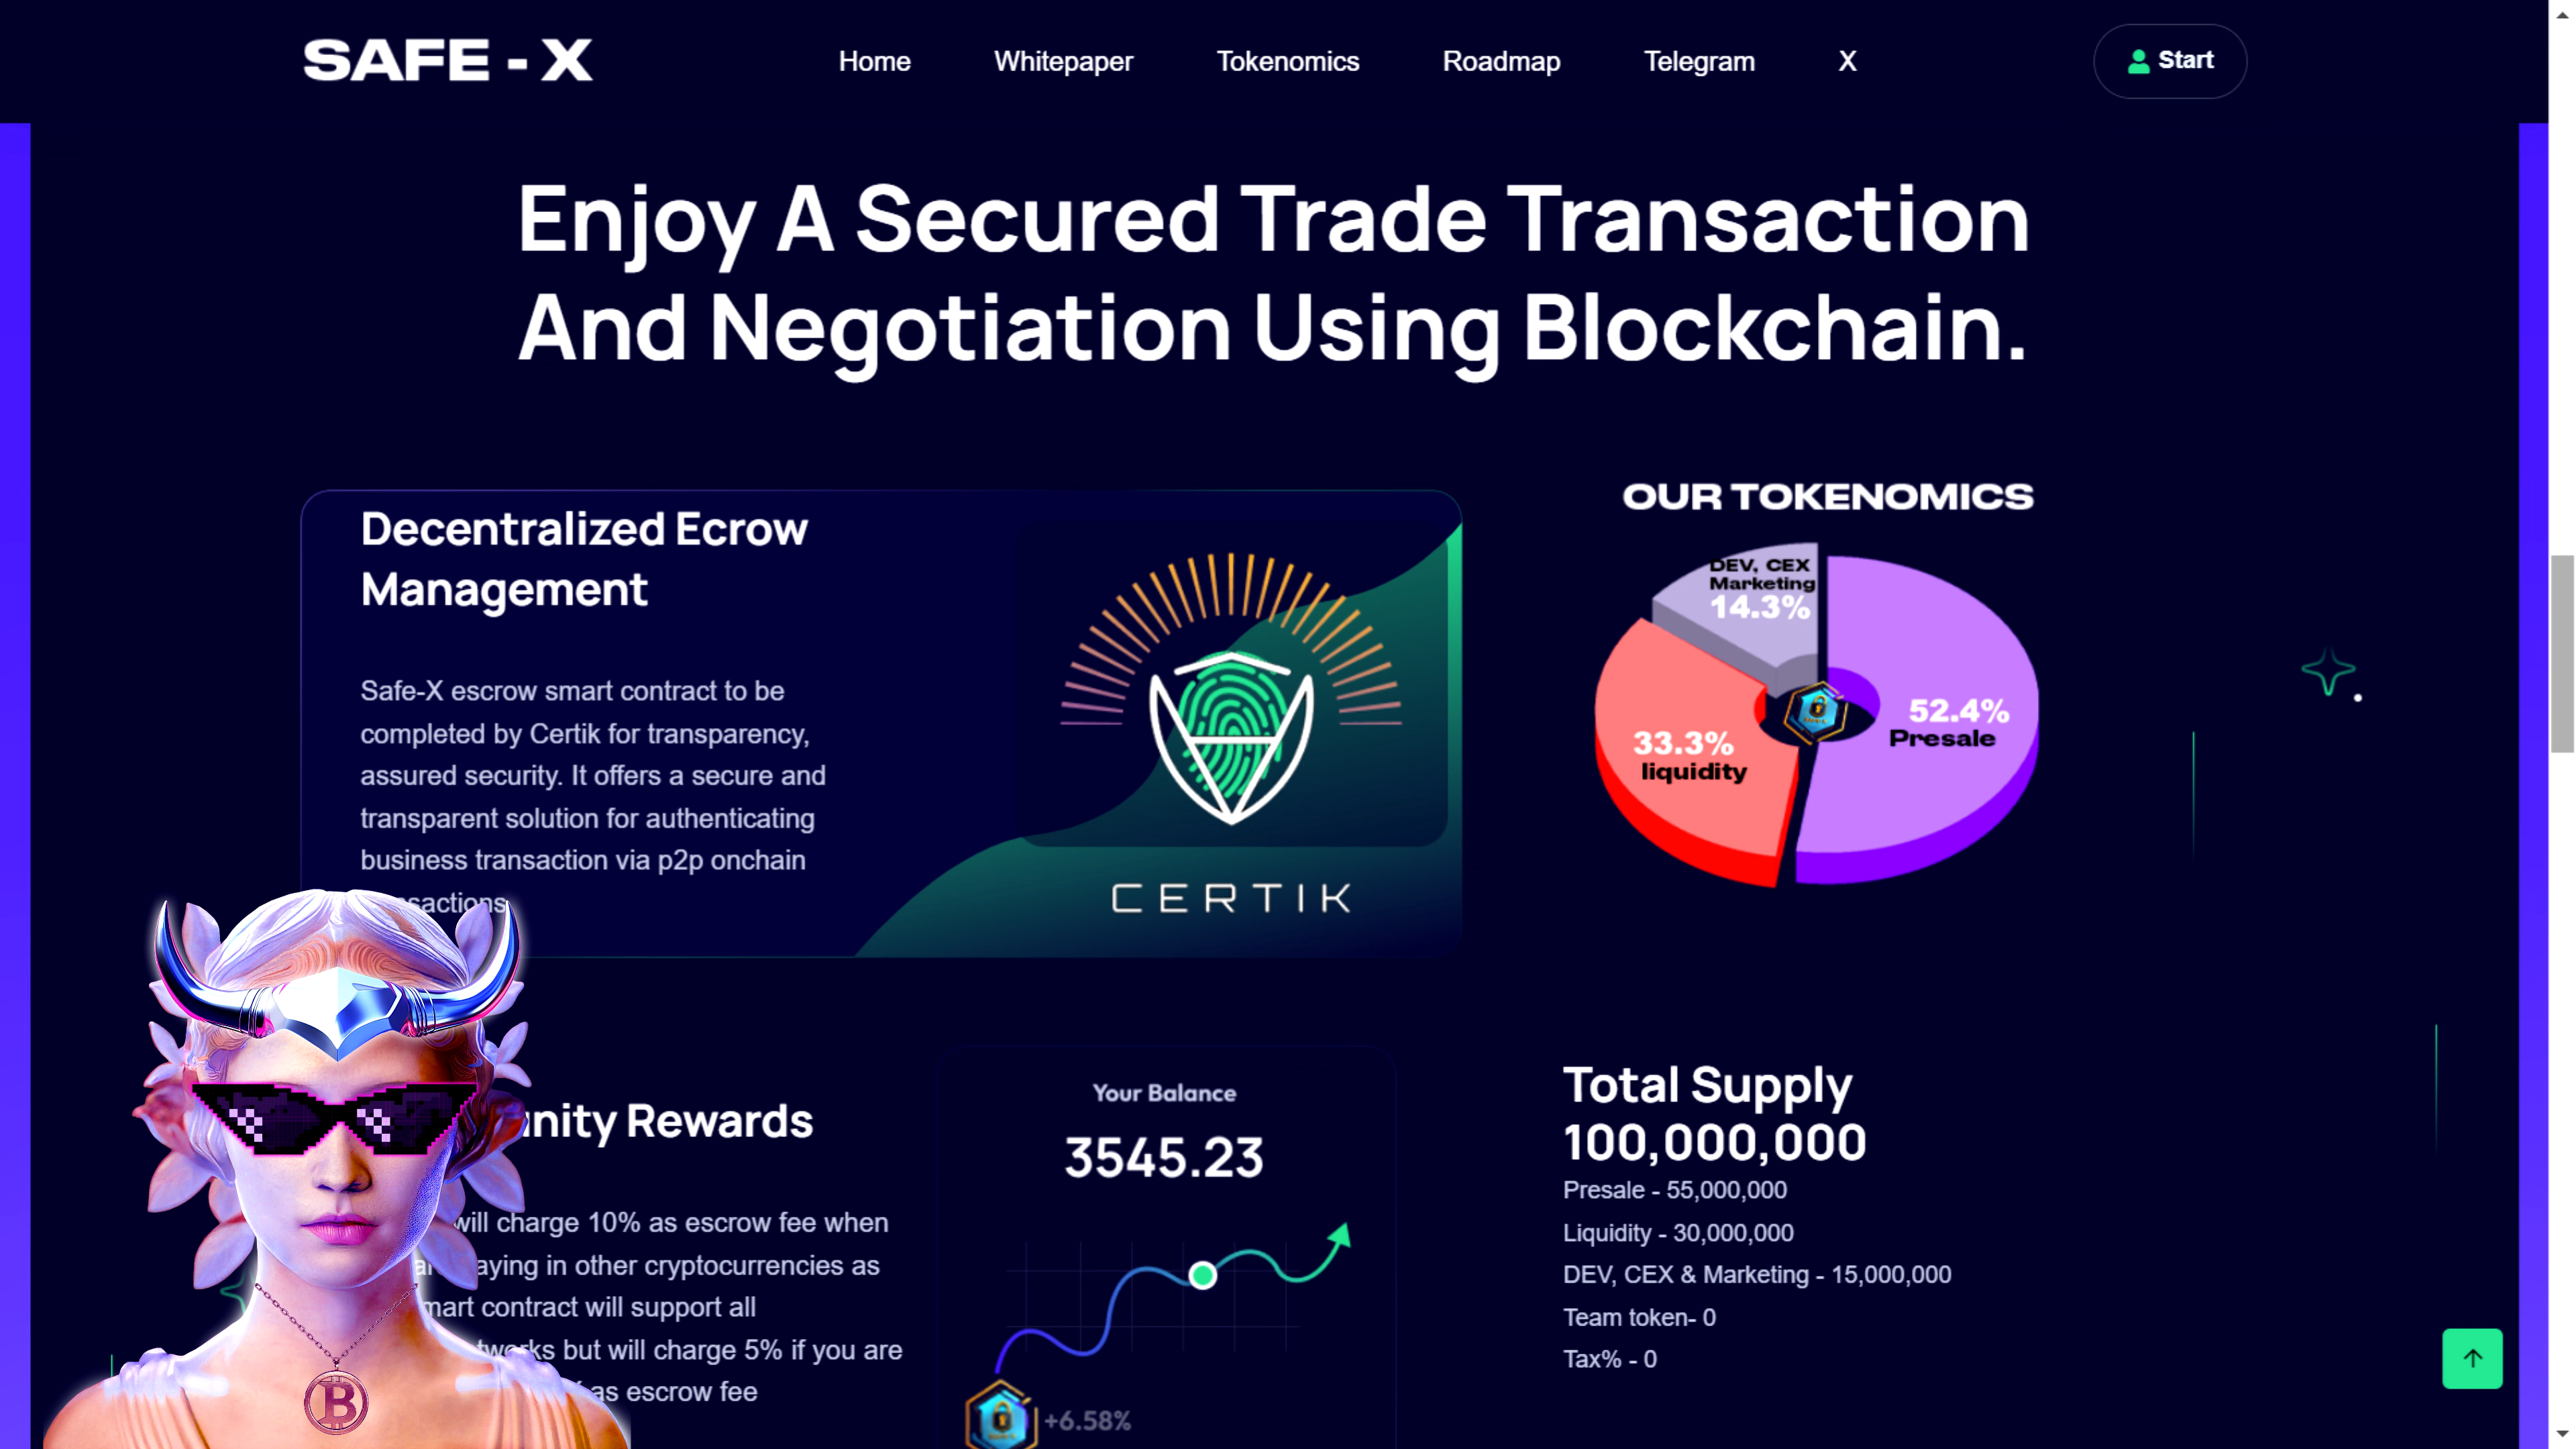 SAFE - X
Home
Whitepaper
Tokenomics
Roadmap
Telegram
X
Start
Enjoy A Secured Trade Transaction
And Negotiation Using Blockchain.
Decentralized Ecrow
Management
Safe-X escrow smart contract to be
completed by Certik for transparency,
assured security. It offers a secure and
transparent solution for authenticating
business transaction via p2p onchain
CERTIK
OUR TOKENOMICS
DEV, CEX
Marketing
14.3%
52.4%
Presale
33.3%
liquidity
Rewards
will charge 10% as escrow fee when
in other cryptocurrencies as
contract will support all
but will charge 5% if you are
as escrow fee
Your Balance
3545.23
+6.58%
Total Supply
100,000,000
Presale - 55,000,000
Liquidity - 30,000,000
DEV, CEX & Marketing - 15,000,000
Team token- 0
Tax% - 0
B